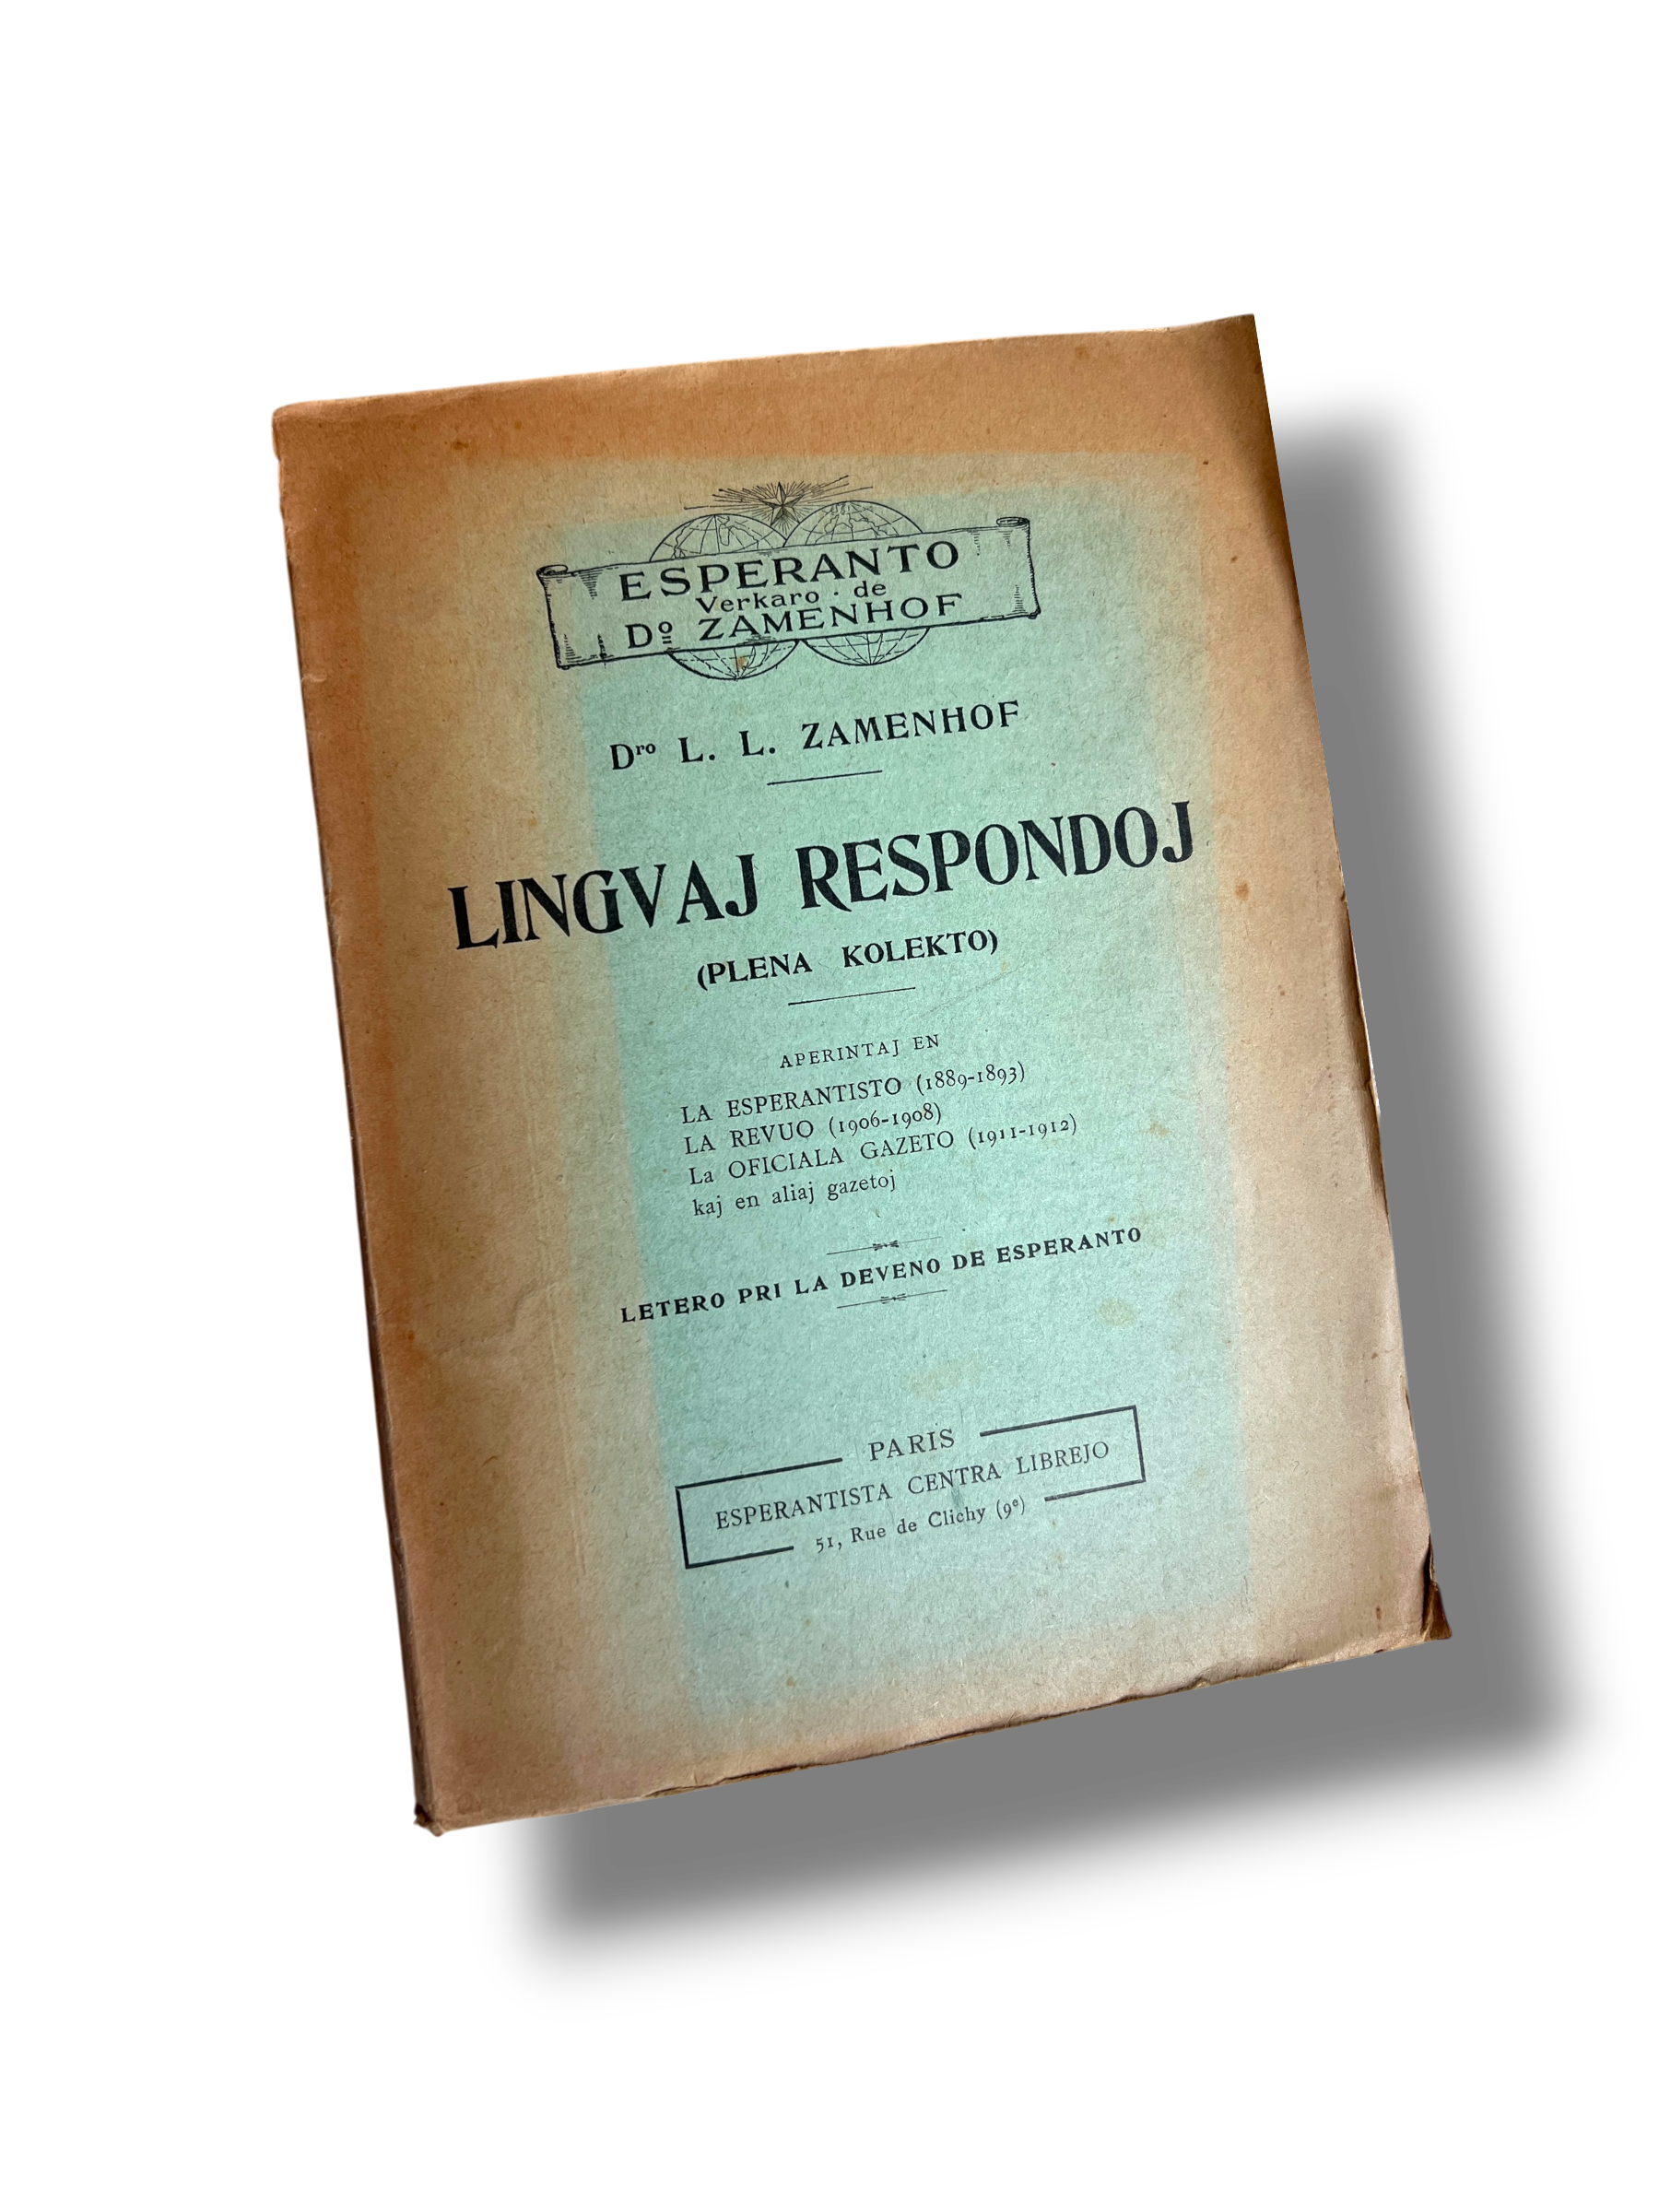 ESPERANTO
Verkaro · de
Dº ZAMENHOF
Dʳᵒ L. L. ZAMENHOF
LINGVAJ RESPONDOJ
(PLENA KOLEKTO)
APERINTAJ EN
LA ESPERANTISTO (1889-1893)
LA REVUO (1906-1908)
La OFICIALA GAZETO (1911-1912)
kaj en aliaj gazetoj
LETERO PRI LA DEVENO DE ESPERANTO
PARIS
ESPERANTISTA CENTRA LIBREJO
51, Rue de Clichy (9ᵉ)